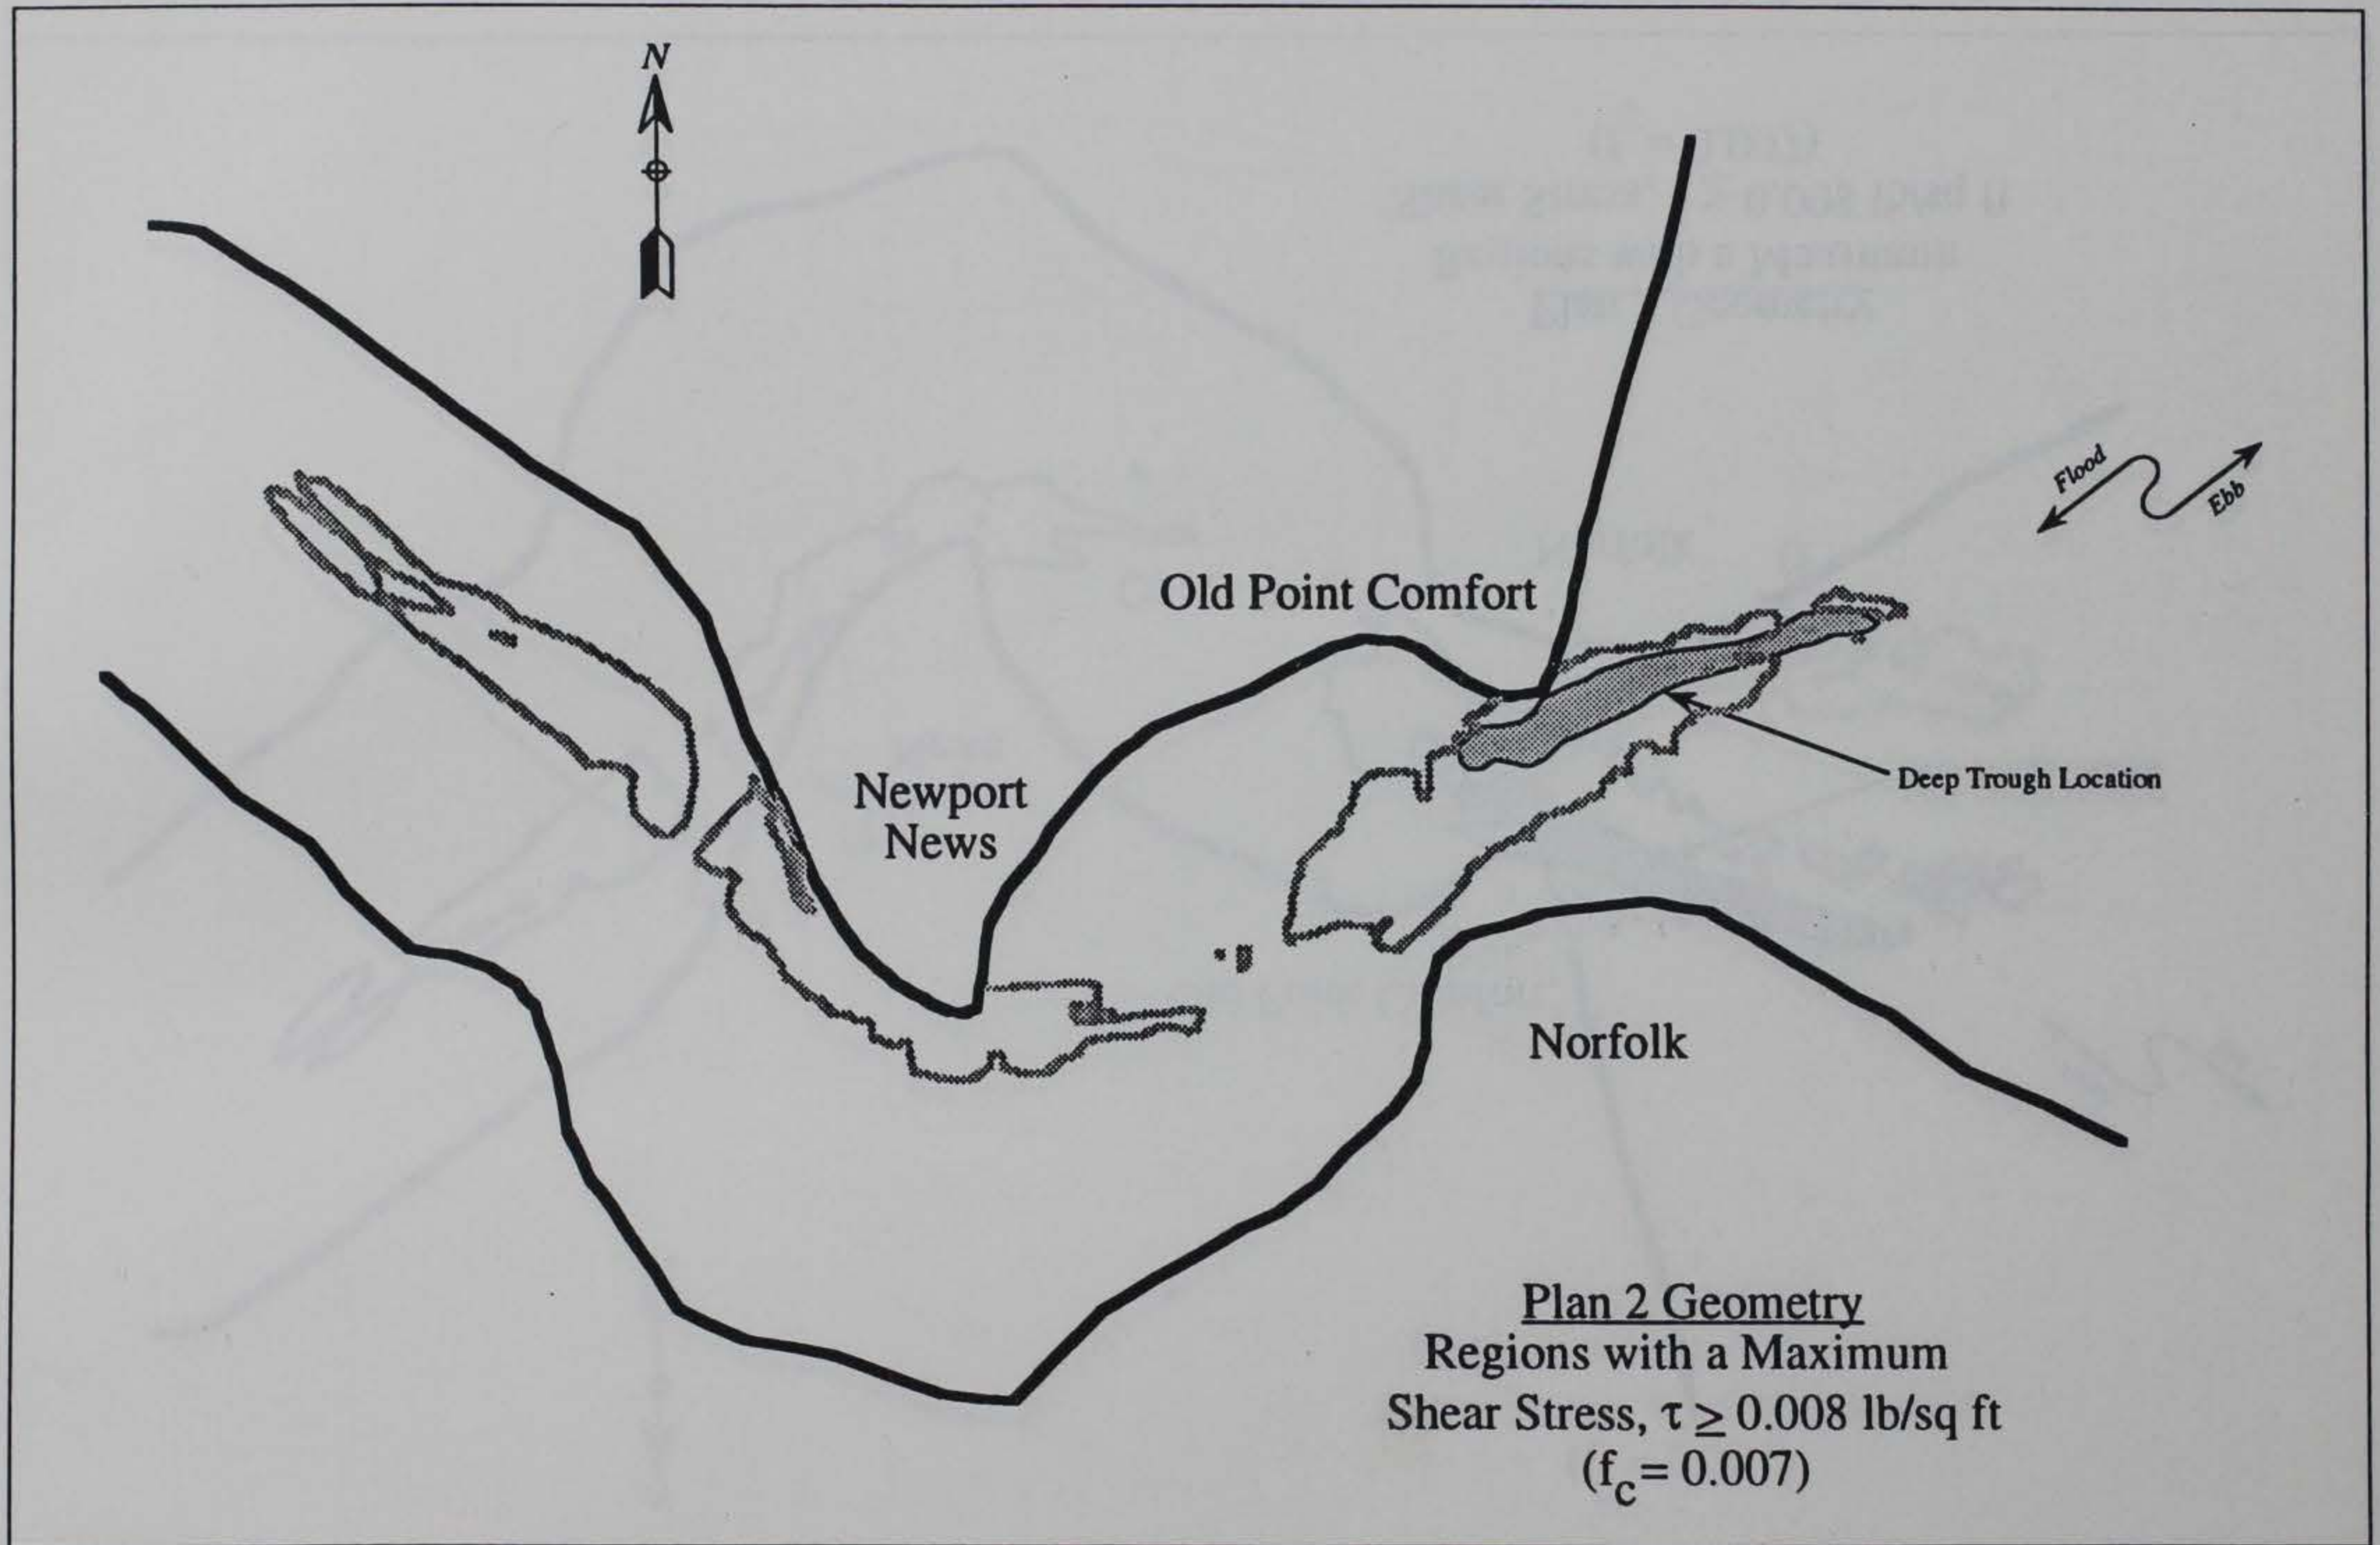 N
Flood
Ebb
Old Point Comfort
Newport
News
Deep Trough Location
Norfolk
Plan 2 Geometry
Regions with a Maximum
Shear Stress, τ ≥ 0.008 lb/sq ft
(fc = 0.007)